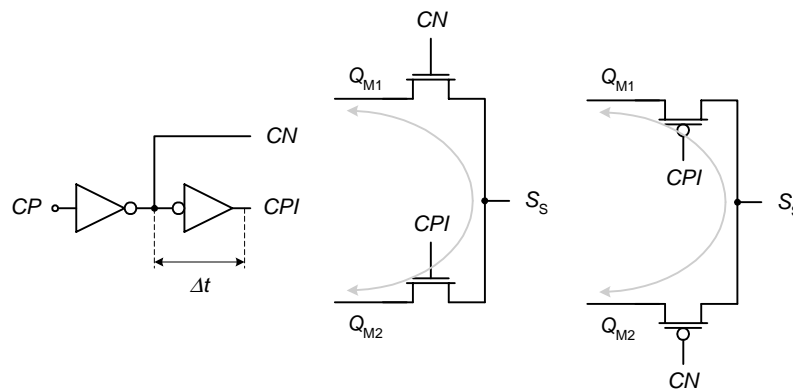 CP
CN
CPI
Δt
CN
Q_M1
CPI
Q_M2
S_S
Q_M1
CPI
Q_M2
CN
S_S